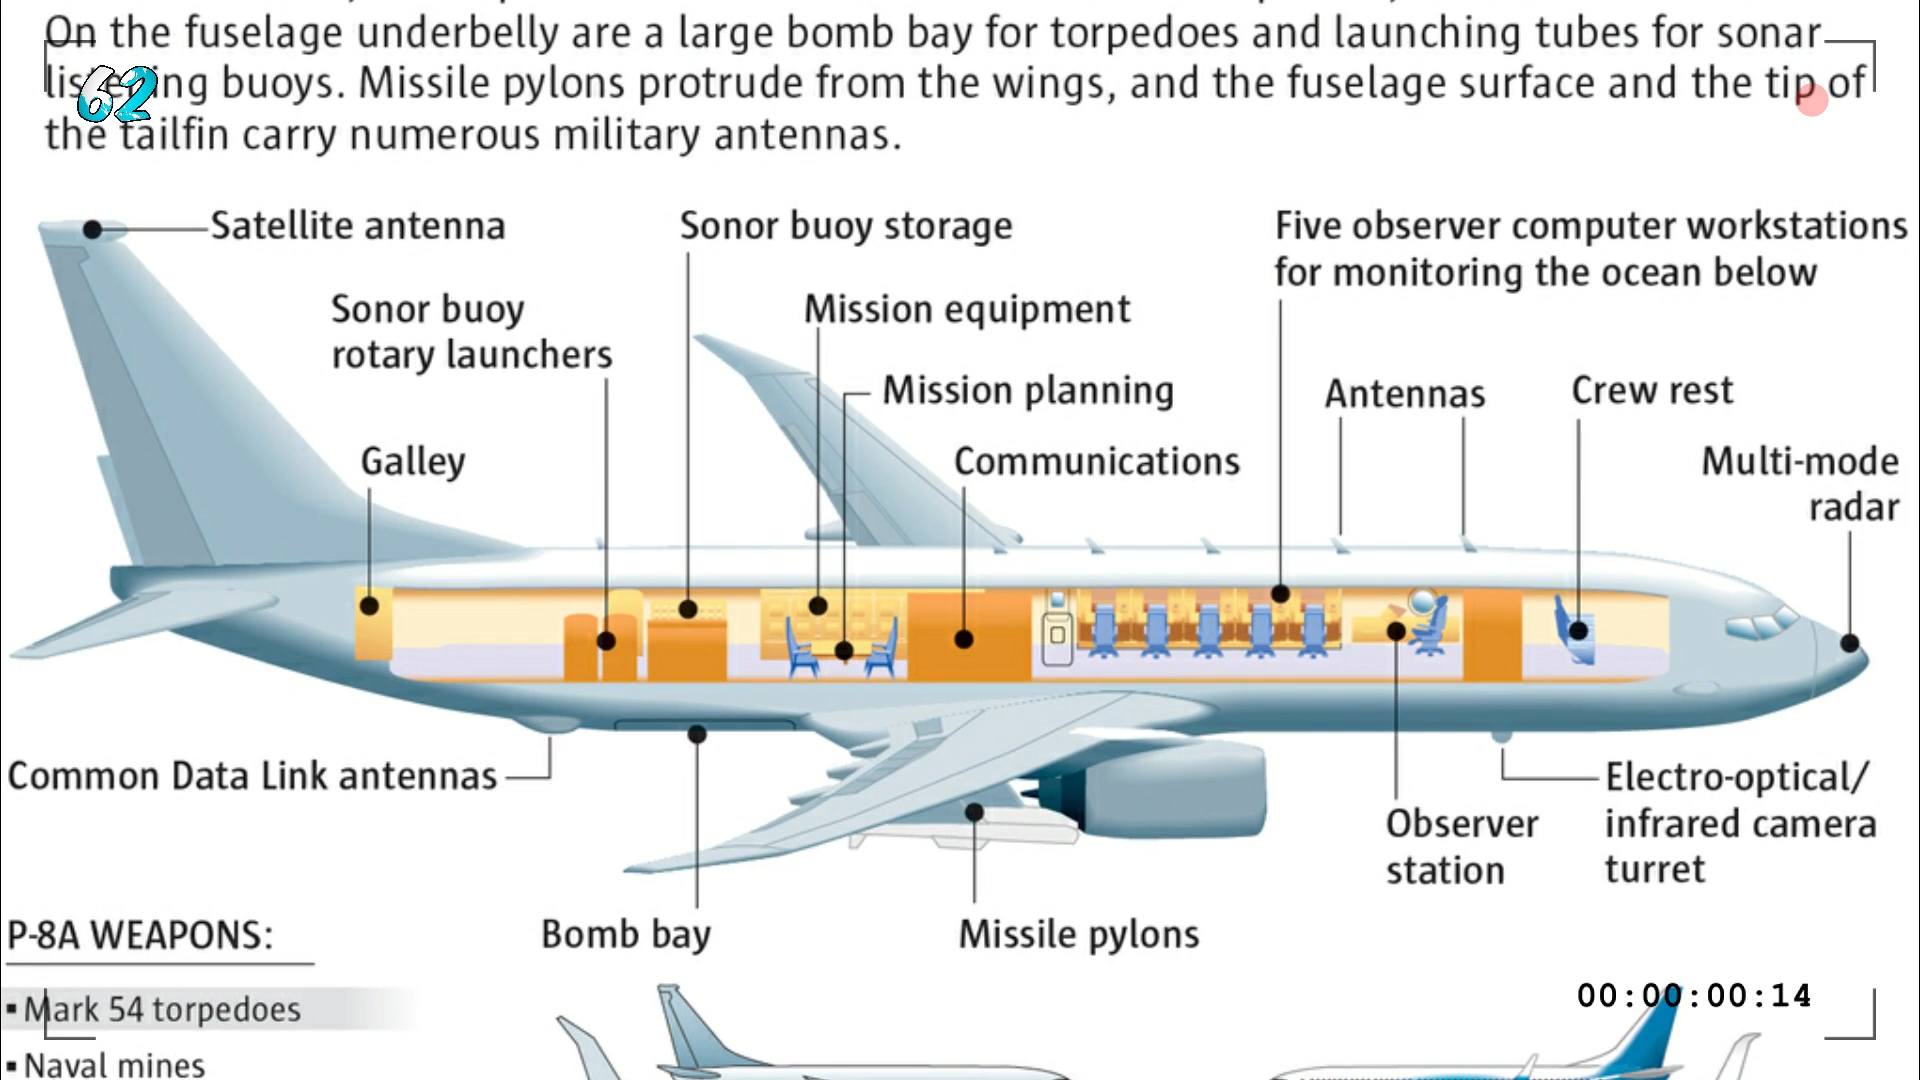 On the fuselage underbelly are a large bomb bay for torpedoes and launching tubes for sonar
listening buoys. Missile pylons protrude from the wings, and the fuselage surface and the tip of
the tailfin carry numerous military antennas.
62
Satellite antenna
Sonor buoy storage
Five observer computer workstations
for monitoring the ocean below
Sonor buoy
rotary launchers
Mission equipment
Mission planning
Antennas
Crew rest
Galley
Communications
Multi-mode
radar
Common Data Link antennas
Electro-optical/
infrared camera
turret
Observer
station
Bomb bay
Missile pylons
P-8A WEAPONS:
▪ Mark 54 torpedoes
▪ Naval mines
00:00:00:14